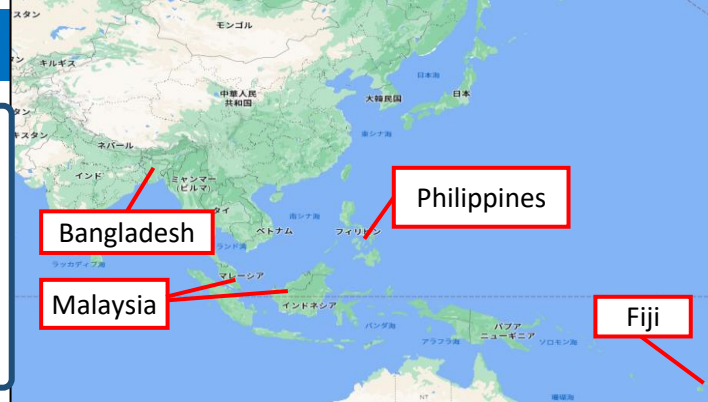 スタン
モンゴル
キルギス
日本海
中華人民
共和国
大韓民国
日本
東シナ海
ネパール
インド
ミャンマー
(ビルマ)
Philippines
タイ
南シナ海
Bangladesh
ベトナム
フィリピン
ラッカディブ海
マレーシア
Malaysia
インドネシア
Fiji
バンダ海
パプア
ニューギニア
アラフラ海
ソロモン海
NT
珊瑚海